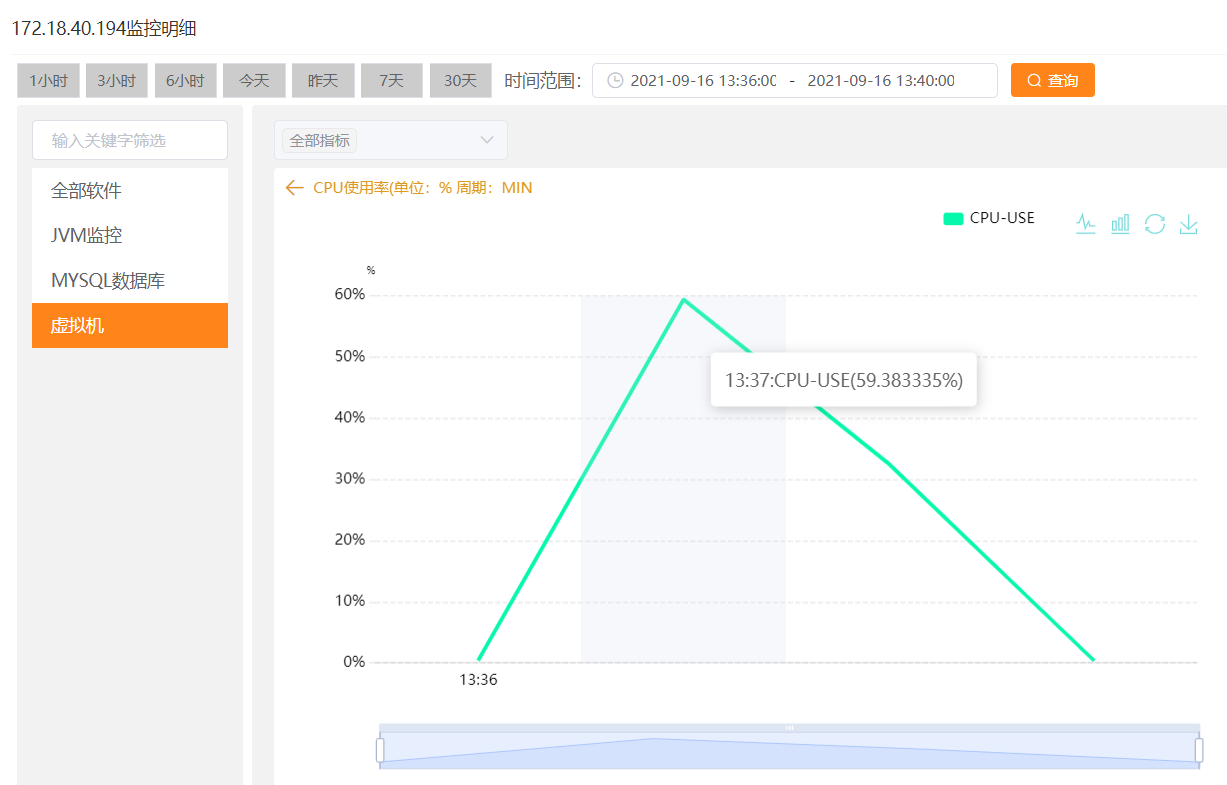 172.18.40.194监控明细
1小时 3小时 6小时 今天 昨天 7天 30天 时间范围： 2021-09-16 13:36:00 - 2021-09-16 13:40:00 查询
输入关键字筛选
全部软件
JVM监控
MYSQL数据库
虚拟机
全部指标
CPU使用率(单位：% 周期：MIN
CPU-USE
%
60%
50%
13:37:CPU-USE(59.383335%)
40%
30%
20%
10%
0%
13:36